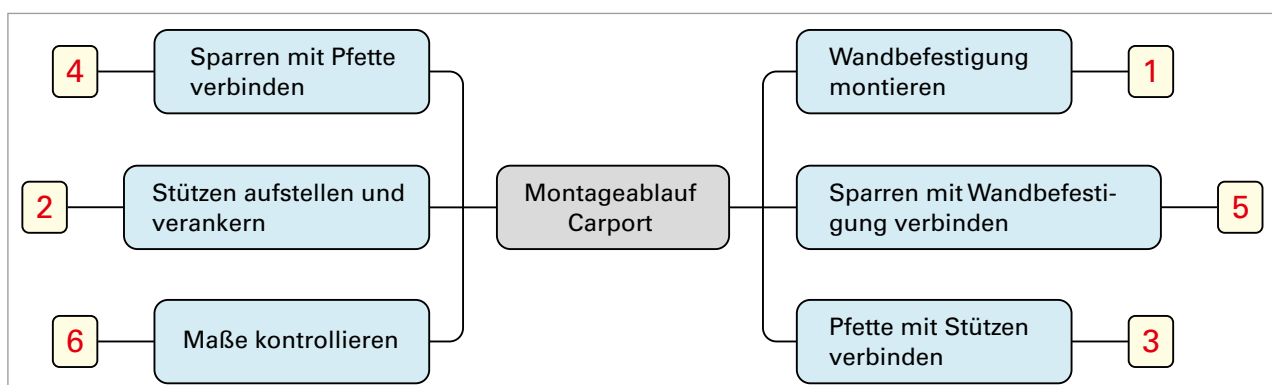 4
Sparren mit Pfette
verbinden
2
Stützen aufstellen und
verankern
6
Maße kontrollieren
Montageablauf
Carport
Wandbefestigung
montieren
1
Sparren mit Wandbefesti-
gung verbinden
5
Pfette mit Stützen
verbinden
3